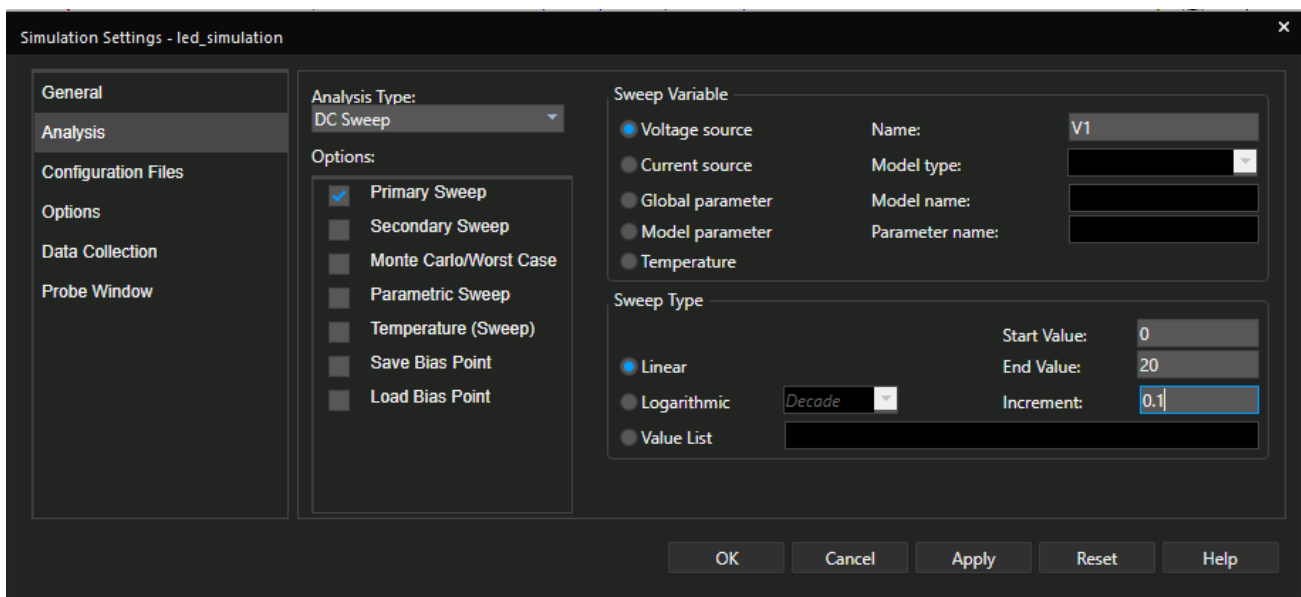 Simulation Settings - led_simulation
×
General
Analysis
Configuration Files
Options
Data Collection
Probe Window
Analysis Type:
DC Sweep
Options:
Primary Sweep
Secondary Sweep
Monte Carlo/Worst Case
Parametric Sweep
Temperature (Sweep)
Save Bias Point
Load Bias Point
Sweep Variable
Voltage source
Name:
V1
Current source
Model type:
Global parameter
Model name:
Model parameter
Parameter name:
Temperature
Sweep Type
Start Value:
0
Linear
End Value:
20
Logarithmic
Decade
Increment:
0.1
Value List
OK
Cancel
Apply
Reset
Help